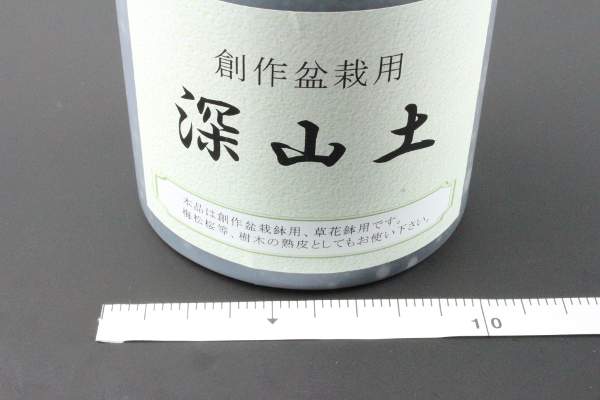 創作盆栽用
深山土
本品は創作盆栽鉢用、草花鉢用です。
梅松桜等、樹木の熟皮としてもお使い下さい。
10